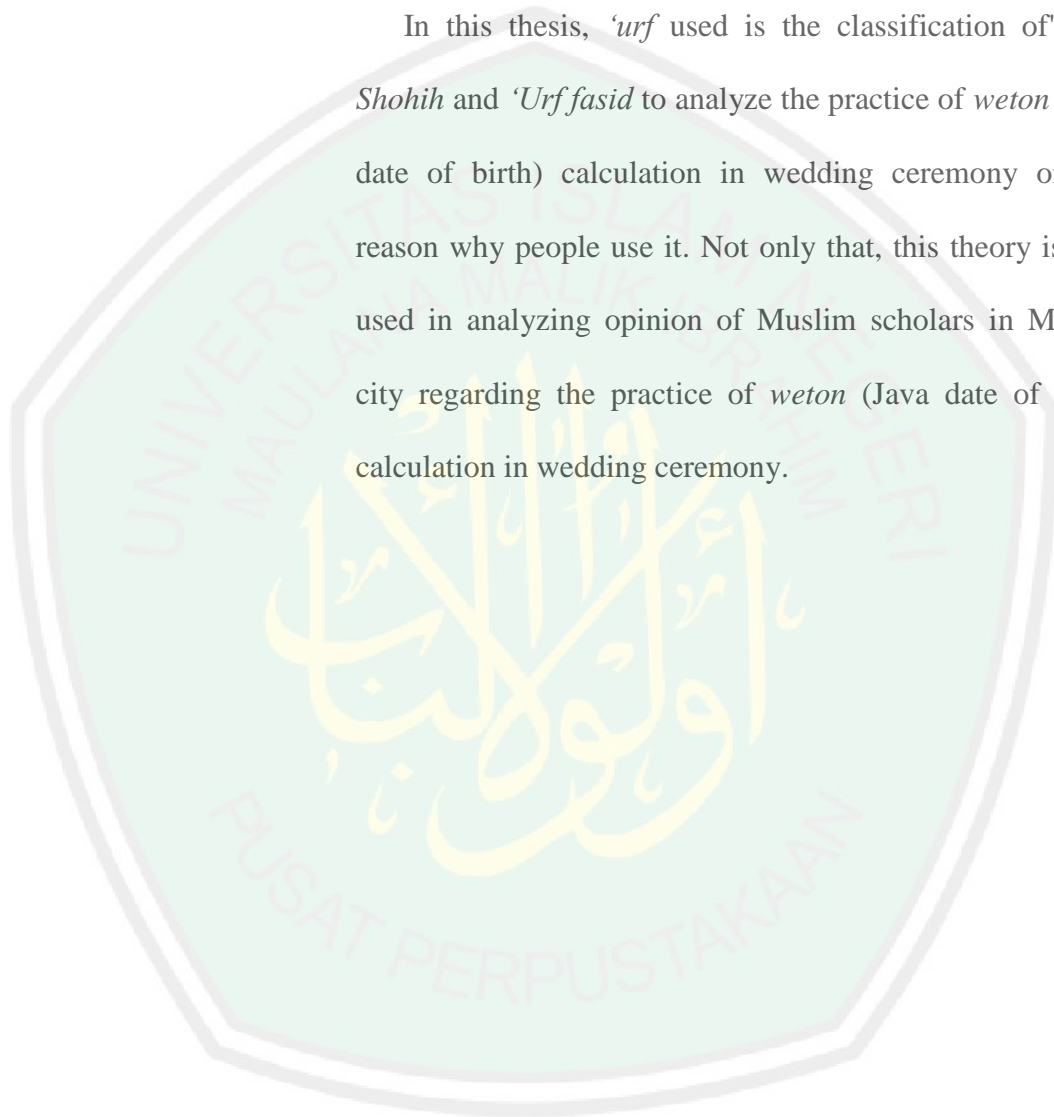 In this thesis, ‘urf used is the classification of"
Shohih and ‘Urf fasid to analyze the practice of weton
date of birth) calculation in wedding ceremony or
reason why people use it. Not only that, this theory is
used in analyzing opinion of Muslim scholars in M
city regarding the practice of weton (Java date of
calculation in wedding ceremony.
UNIVERSITAS ISLAM NEGERI
MAULANA MALIK IBRAHIM
أولوا الألباب
PUSAT PERPUSTAKAAN